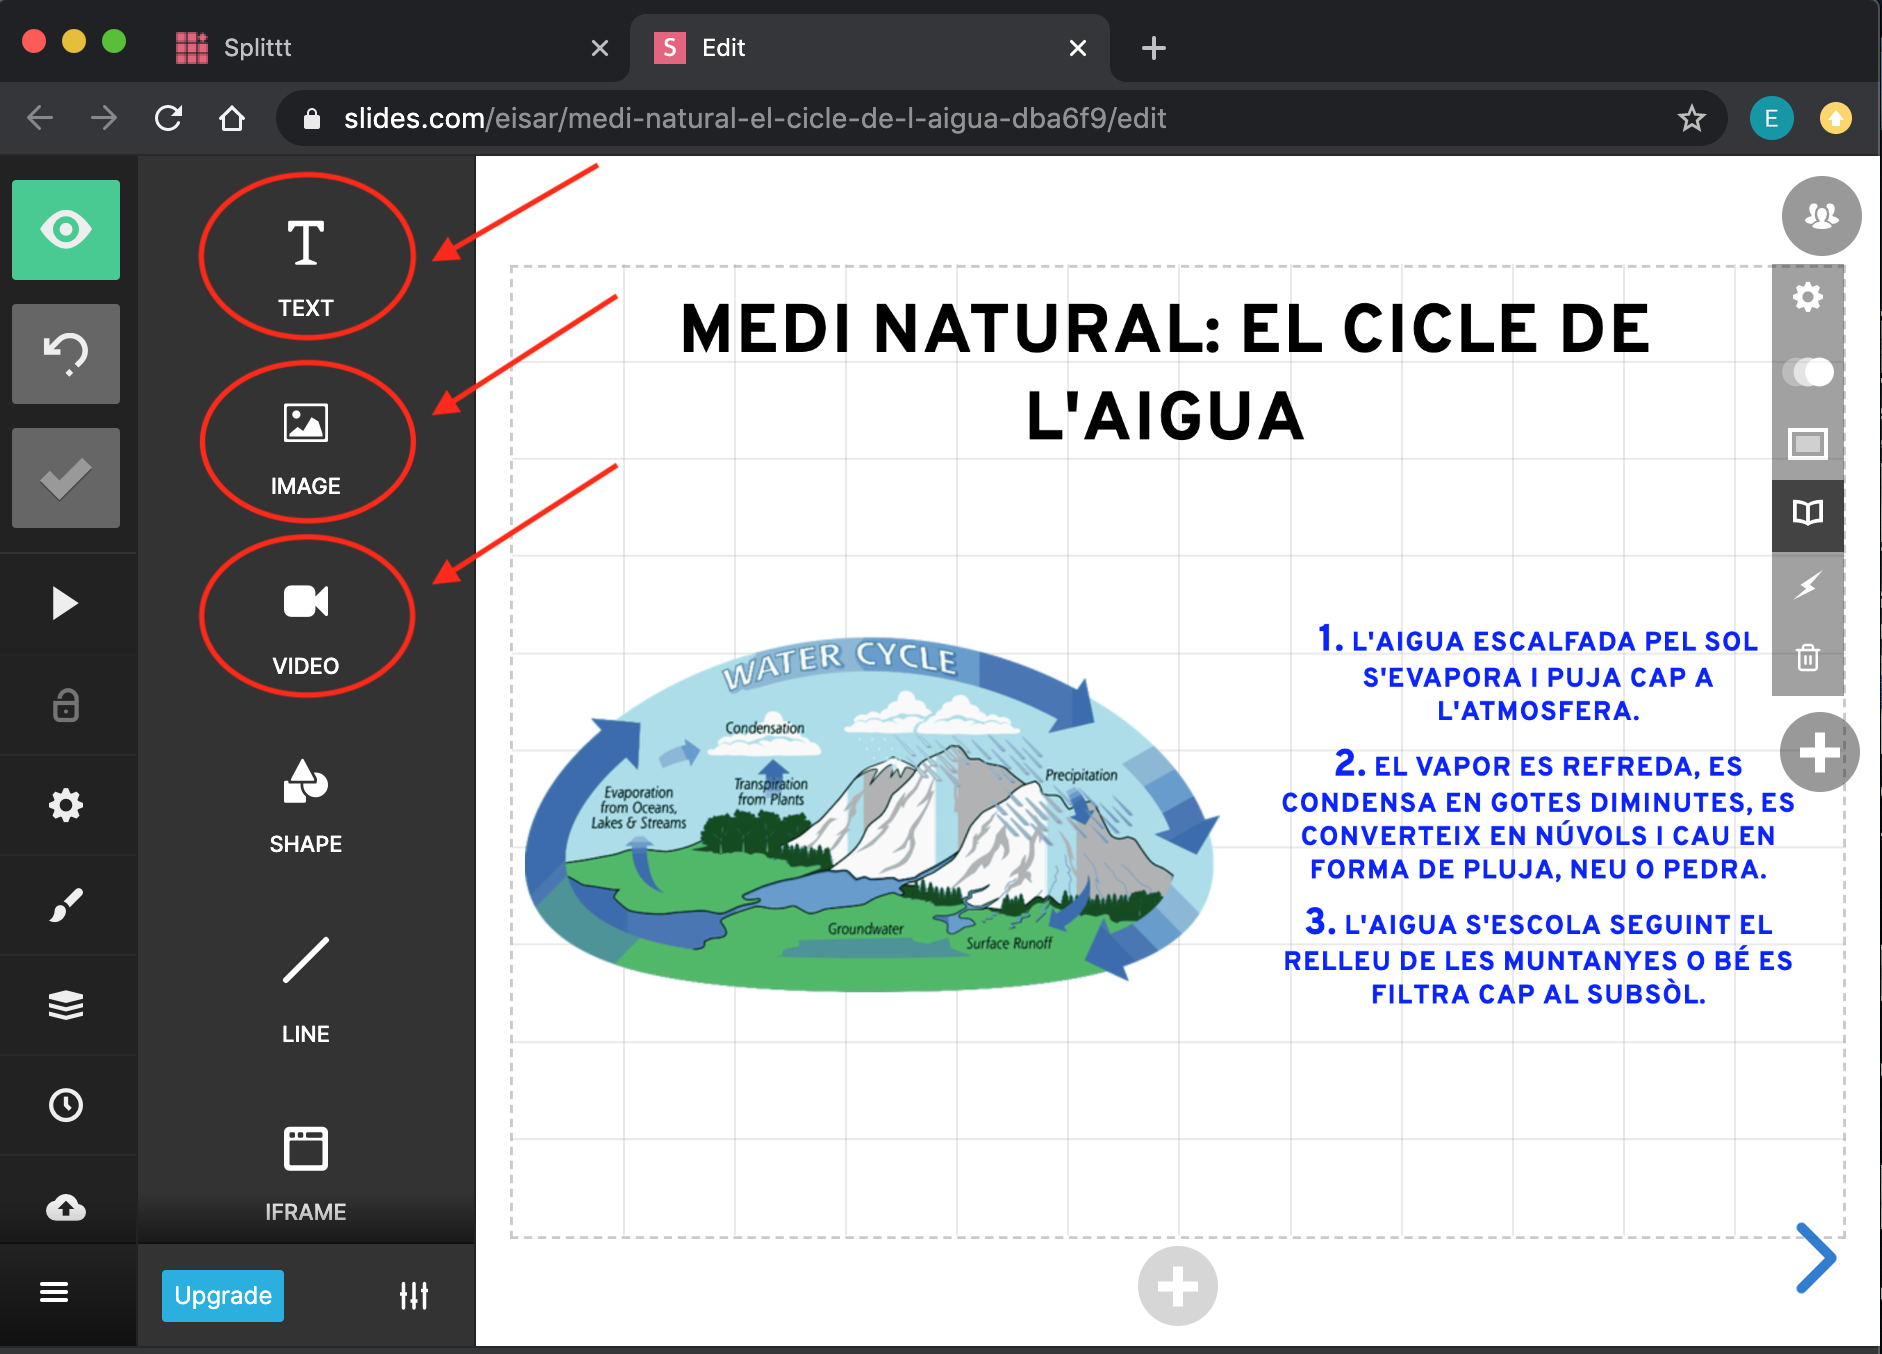 Splittt
S Edit
slides.com/eisar/medi-natural-el-cicle-de-l-aigua-dba6f9/edit
E
T
TEXT
IMAGE
VIDEO
SHAPE
LINE
IFRAME
Upgrade
MEDI NATURAL: EL CICLE DE
L'AIGUA
WATER CYCLE
Condensation
Precipitation
Transpiration
from Plants
Evaporation
from Oceans,
Lakes & Streams
Groundwater
Surface Runoff
1. L'AIGUA ESCALFADA PEL SOL
S'EVAPORA I PUJA CAP A
L'ATMOSFERA.
2. EL VAPOR ES REFREDA, ES
CONDENSA EN GOTES DIMINUTES, ES
CONVERTEIX EN NÚVOLS I CAU EN
FORMA DE PLUJA, NEU O PEDRA.
3. L'AIGUA S'ESCOLA SEGUINT EL
RELLEU DE LES MUNTANYES O BÉ ES
FILTRA CAP AL SUBSÒL.